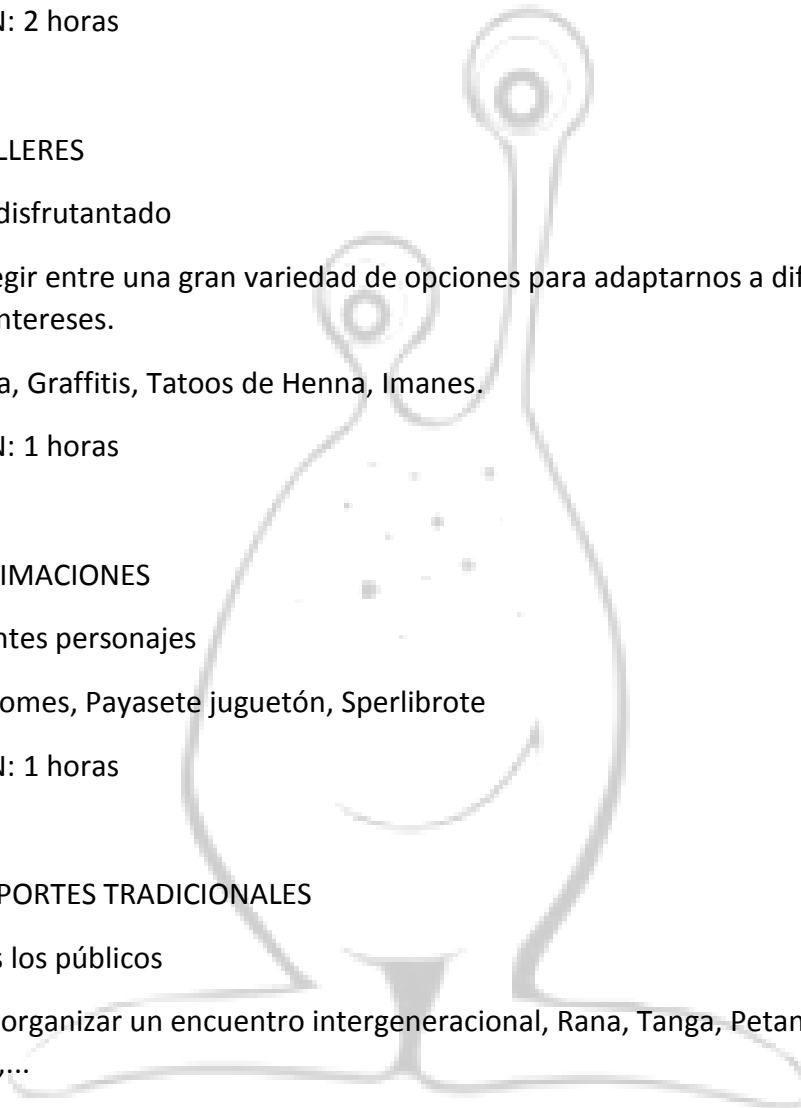 N: 2 horas
LLERES
disfrutantado
egir entre una gran variedad de opciones para adaptarnos a dif
ntereses.
a, Graffitis, Tatoos de Henna, Imanes.
N: 1 horas
IMACIONES
ntes personajes
omes, Payasete juguetón, Sperlibrote
N: 1 horas
PORTES TRADICIONALES
s los públicos
organizar un encuentro intergeneracional, Rana, Tanga, Petan
,...